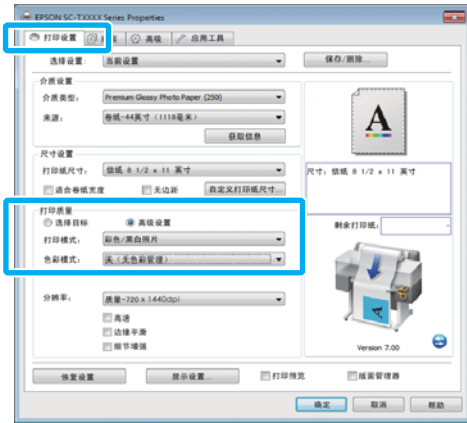 EPSON SC-TXXXX Series Properties
打印设置 高级 应用工具
选择设置: 当前设置 保存/删除...
介质设置
介质类型: Premium Glossy Photo Paper (250)
来源: 卷纸-44英寸 (1118毫米)
获取信息
尺寸设置
打印纸尺寸: 信纸 8 1/2 x 11 英寸
适合卷纸宽度 无边距 自定义打印纸尺寸...
尺寸: 信纸 8 1/2 x 11 英寸
打印质量
选择目标 高级设置
剩余打印纸: -
打印模式: 彩色/黑白照片
色彩模式: 关 (无色彩管理)
分辨率: 质量-720 x 1440dpi
高速
边缘平滑
细节增强
Version 7.00
恢复设置 显示设置... 打印预览 版面管理器
确定 取消 帮助